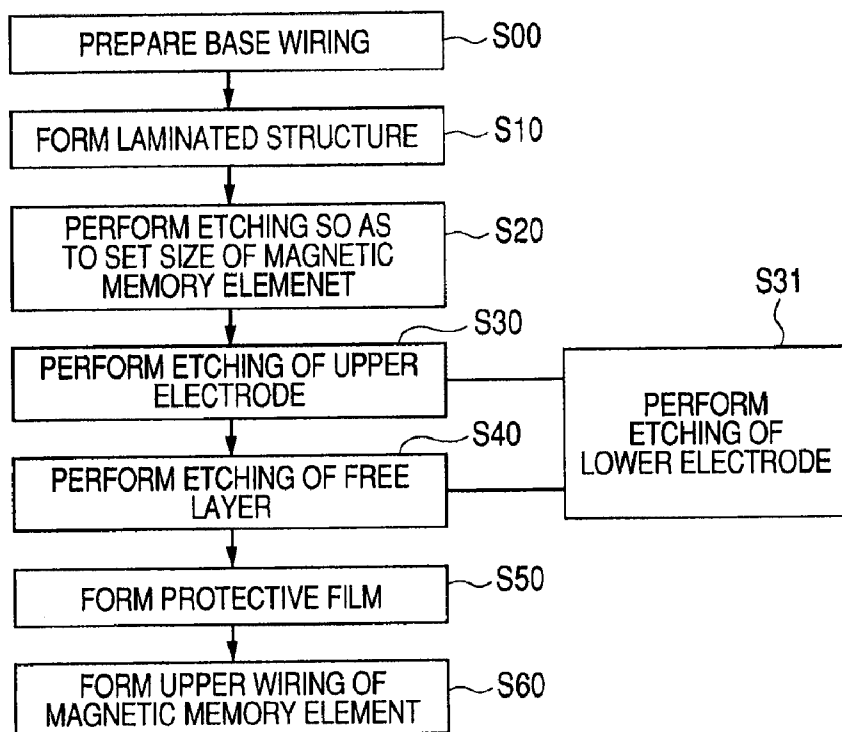 PREPARE BASE WIRING
S00
FORM LAMINATED STRUCTURE
S10
PERFORM ETCHING SO AS
TO SET SIZE OF MAGNETIC
MEMORY ELEMENET
S20
PERFORM ETCHING OF UPPER
ELECTRODE
S30
PERFORM
ETCHING OF
LOWER ELECTRODE
S31
PERFORM ETCHING OF FREE
LAYER
S40
FORM PROTECTIVE FILM
S50
FORM UPPER WIRING OF
MAGNETIC MEMORY ELEMENT
S60